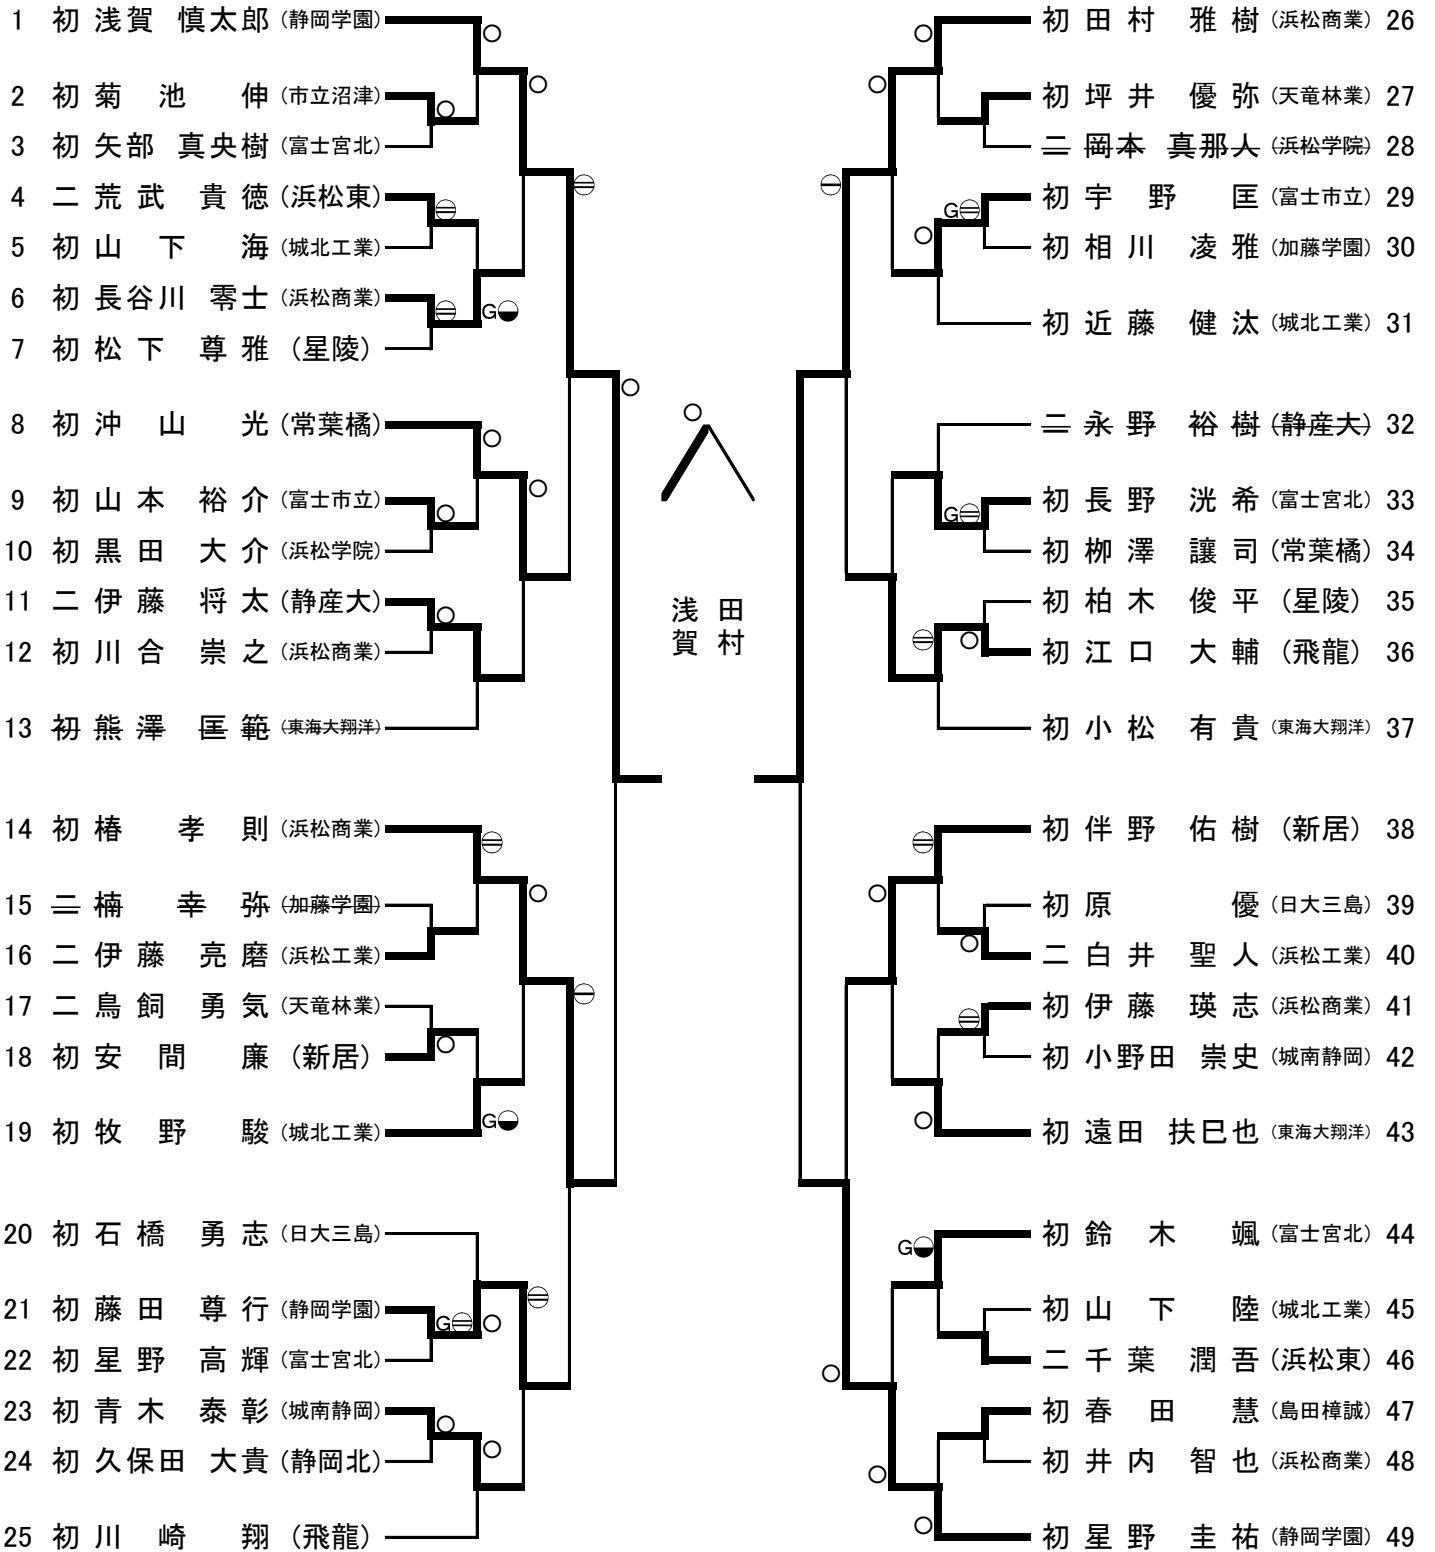 1 初 浅賀 慎太郎 (静岡学園)
2 初 菊池 伸 (市立沼津)
3 初 矢部 真央樹 (富士宮北)
4 二 荒武 貴徳 (浜松東)
5 初 山下 海 (城北工業)
6 初 長谷川 零士 (浜松商業)
G
7 初 松下 尊雅 (星陵)
8 初 沖山 光 (常葉橘)
9 初 山本 裕介 (富士市立)
10 初 黒田 大介 (浜松学院)
11 二 伊藤 将太 (静産大)
12 初 川合 崇之 (浜松商業)
13 初 熊澤 匡範 (東海大翔洋)
14 初 椿 孝則 (浜松商業)
15 二 楠 幸弥 (加藤学園)
16 二 伊藤 亮磨 (浜松工業)
17 二 鳥飼 勇気 (天竜林業)
18 初 安間 廉 (新居)
19 初 牧野 駿 (城北工業)
G
20 初 石橋 勇志 (日大三島)
21 初 藤田 尊行 (静岡学園)
G
22 初 星野 高輝 (富士宮北)
23 初 青木 泰彰 (城南静岡)
24 初 久保田 大貴 (静岡北)
25 初 川崎 翔 (飛龍)
浅賀
田村
初 田村 雅樹 (浜松商業) 26
初 坪井 優弥 (天竜林業) 27
二 岡本 真那人 (浜松学院) 28
初 宇野 匡 (富士市立) 29
G
初 相川 凌雅 (加藤学園) 30
初 近藤 健汰 (城北工業) 31
二 永野 裕樹 (静産大) 32
初 長野 洸希 (富士宮北) 33
G
初 栁澤 譲司 (常葉橘) 34
初 柏木 俊平 (星陵) 35
初 江口 大輔 (飛龍) 36
初 小松 有貴 (東海大翔洋) 37
初 伴野 佑樹 (新居) 38
初 原 優 (日大三島) 39
二 白井 聖人 (浜松工業) 40
初 伊藤 瑛志 (浜松商業) 41
初 小野田 崇史 (城南静岡) 42
初 遠田 扶巳也 (東海大翔洋) 43
初 鈴木 颯 (富士宮北) 44
G
初 山下 陸 (城北工業) 45
二 千葉 潤吾 (浜松東) 46
初 春田 慧 (島田樟誠) 47
初 井内 智也 (浜松商業) 48
初 星野 圭祐 (静岡学園) 49